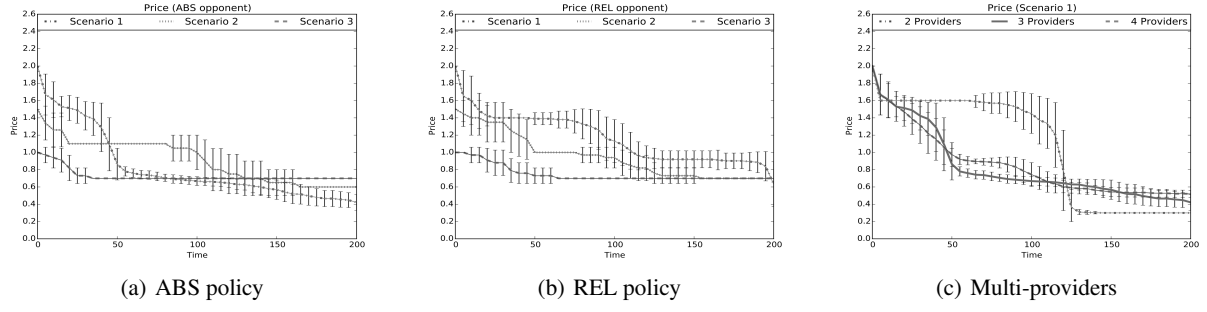 Price (ABS opponent)
Scenario 1 Scenario 2 Scenario 3
2.6
2.4
2.2
2.0
1.8
1.6
1.4
1.2
1.0
0.8
0.6
0.4
0.2
0.0
Price
0 50 100 150 200
Time
(a) ABS policy
Price (REL opponent)
Scenario 1 Scenario 2 Scenario 3
2.6
2.4
2.2
2.0
1.8
1.6
1.4
1.2
1.0
0.8
0.6
0.4
0.2
0.0
Price
0 50 100 150 200
Time
(b) REL policy
Price (Scenario 1)
2 Providers 3 Providers 4 Providers
2.6
2.4
2.2
2.0
1.8
1.6
1.4
1.2
1.0
0.8
0.6
0.4
0.2
0.0
Price
0 50 100 150 200
Time
(c) Multi-providers